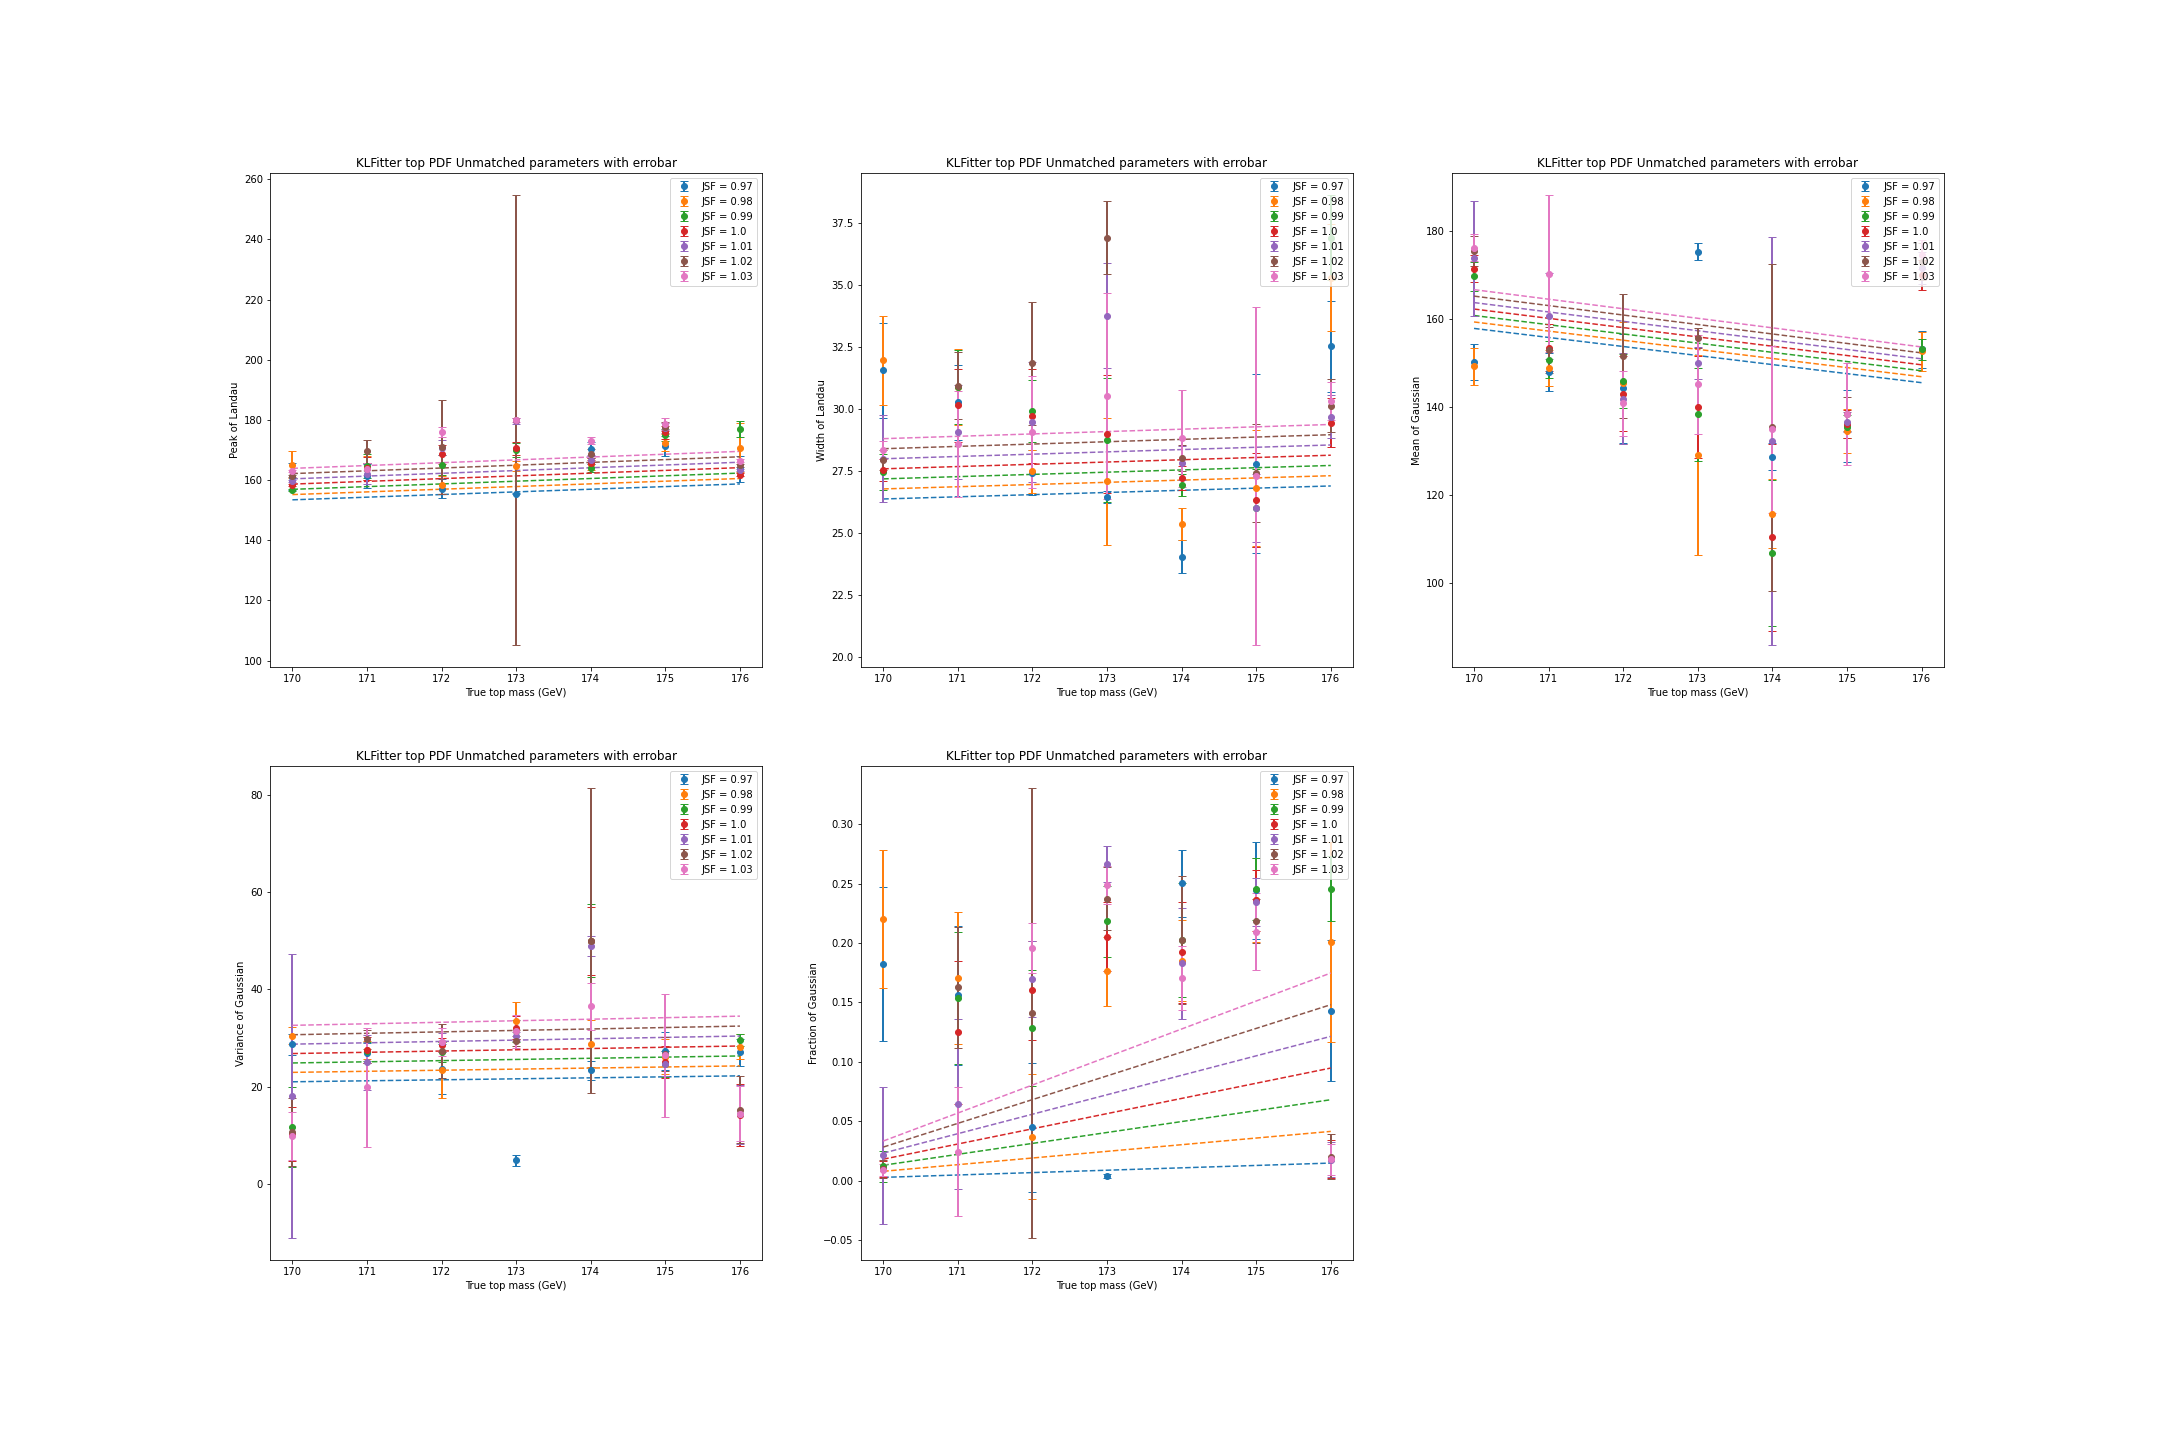 KLFitter top PDF Unmatched parameters with errobar
Peak of Landau
260
240
220
200
180
160
140
120
100
170 171 172 173 174 175 176
True top mass (GeV)
JSF = 0.97
JSF = 0.98
JSF = 0.99
JSF = 1.0
JSF = 1.01
JSF = 1.02
JSF = 1.03
KLFitter top PDF Unmatched parameters with errobar
Width of Landau
37.5
35.0
32.5
30.0
27.5
25.0
22.5
20.0
170 171 172 173 174 175 176
True top mass (GeV)
JSF = 0.97
JSF = 0.98
JSF = 0.99
JSF = 1.0
JSF = 1.01
JSF = 1.02
JSF = 1.03
KLFitter top PDF Unmatched parameters with errobar
Mean of Gaussian
180
160
140
120
100
170 171 172 173 174 175 176
True top mass (GeV)
JSF = 0.97
JSF = 0.98
JSF = 0.99
JSF = 1.0
JSF = 1.01
JSF = 1.02
JSF = 1.03
KLFitter top PDF Unmatched parameters with errobar
Variance of Gaussian
80
60
40
20
0
170 171 172 173 174 175 176
True top mass (GeV)
JSF = 0.97
JSF = 0.98
JSF = 0.99
JSF = 1.0
JSF = 1.01
JSF = 1.02
JSF = 1.03
KLFitter top PDF Unmatched parameters with errobar
Fraction of Gaussian
0.30
0.25
0.20
0.15
0.10
0.05
0.00
−0.05
170 171 172 173 174 175 176
True top mass (GeV)
JSF = 0.97
JSF = 0.98
JSF = 0.99
JSF = 1.0
JSF = 1.01
JSF = 1.02
JSF = 1.03